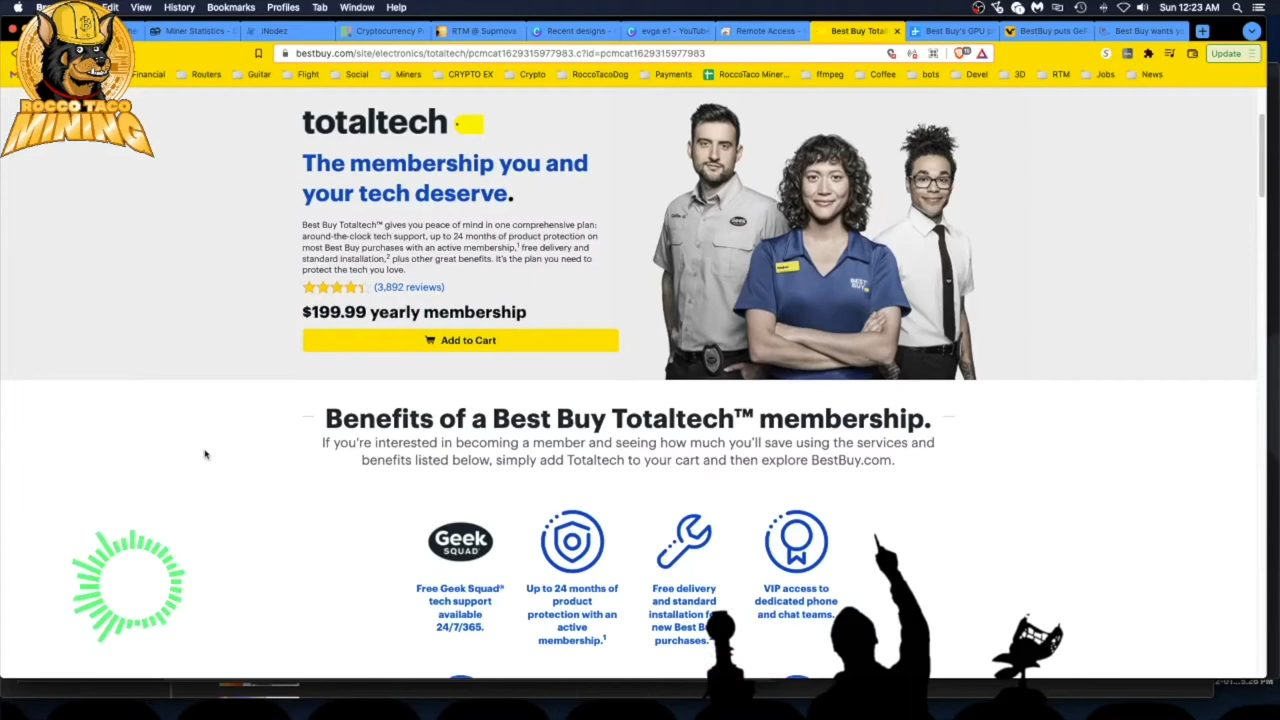 View History Bookmarks Profiles Tab Window Help
Sun 12:23 AM
Miner Statistics - iNodez Cryptocurrency P RTM @ Suprnova Recent designs - evga e1 - YouTube Remote Access - Best Buy Total Best Buy's GPU p BestBuy puts GeF Best Buy wants y
bestbuy.com/site/electronics/totaltech/pcmcat1629315977983.c?id=pcmcat1629315977983
Update
Financial Routers Guitar Flight Social Miners CRYPTO EX Crypto RoccoTacoDog Payments RoccoTaco Miner... ffmpeg Coffee bots Devel 3D RTM Jobs News
ROCCO TACO
MINING
totaltech
The membership you and
your tech deserve.
Best Buy Totaltech™ gives you peace of mind in one comprehensive plan:
around-the-clock tech support, up to 24 months of product protection on
most Best Buy purchases with an active membership,¹ free delivery and
standard installation,² plus other great benefits. It's the plan you need to
protect the tech you love.
(3,892 reviews)
$199.99 yearly membership
Add to Cart
BEST
BUY
Benefits of a Best Buy Totaltech™ membership.
If you're interested in becoming a member and seeing how much you'll save using the services and
benefits listed below, simply add Totaltech to your cart and then explore BestBuy.com.
Geek
SQUAD
Free Geek Squad®
tech support
available
24/7/365.
Up to 24 months of
product
protection with an
active
membership.¹
Free delivery
and standard
installation
new Best
purchases.
VIP access to
dedicated phone
and chat teams.